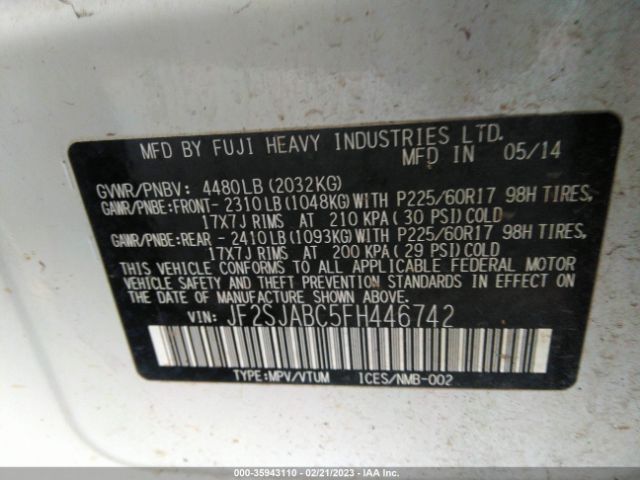 MFD BY FUJI HEAVY INDUSTRIES LTD.
MFD IN 05/14
GVWR/PNBV: 4480LB(2032KG)
GAWR/PNBE:FRONT- 2310LB(1048KG)WITH P225/60R17 98H TIRES,
17X7J RIMS AT 210 KPA( 30 PSI)COLD
GAWR/PNBE:REAR - 2410LB(1093KG)WITH P225/60R17 98H TIRES,
17X7J RIMS AT 200 KPA( 29 PSI)COLD
THIS VEHICLE CONFORMS TO ALL APPLICABLE FEDERAL MOTOR
VEHICLE SAFETY AND THEFT PREVENTION STANDARDS IN EFFECT ON
THE DATE OF MANUFACTURE SHOWN ABOVE.
VIN: JF2SJABC5FH446742
TYPE:MPV/VTUM ICES/NMB-002
000-35943110 - 02/21/2023 - IAA Inc.